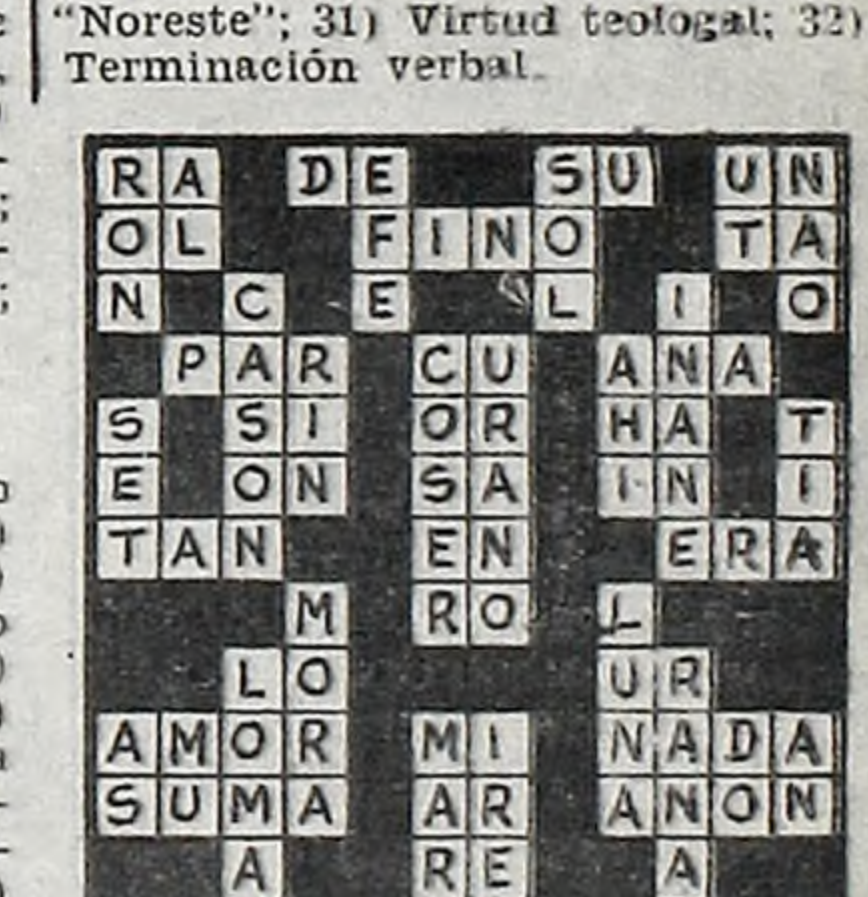 "Noreste"; 31) Virtud teologal; 32)
Terminación verbal.
RA DE SU UN
OL FINO TA
N C E L I O
PAR CU ANA
S SI OR HA T
E ON SA IN I
TAN EN ERA
M RO L
LO UR
AMOR MI NADA
SUMA AR ANON
A RE A